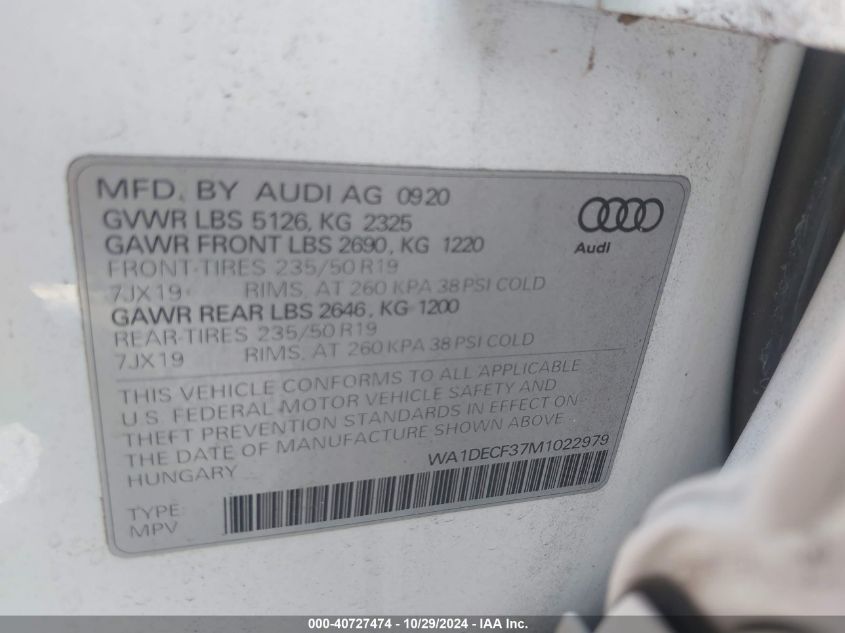 MFD. BY AUDI AG 0920
GVWR LBS 5126, KG 2325
GAWR FRONT LBS 2690, KG 1220
FRONT-TIRES 235/50 R19
7JX19 RIMS, AT 260 KPA 38 PSI COLD
GAWR REAR LBS 2646, KG 1200
REAR-TIRES 235/50 R19
7JX19 RIMS, AT 260 KPA 38 PSI COLD
THIS VEHICLE CONFORMS TO ALL APPLICABLE
U.S. FEDERAL MOTOR VEHICLE SAFETY AND
THEFT PREVENTION STANDARDS IN EFFECT ON
THE DATE OF MANUFACTURE SHOWN ABOVE
HUNGARY
WA1DECF37M1022979
TYPE:
MPV
Audi
000-40727474 - 10/29/2024 - IAA Inc.